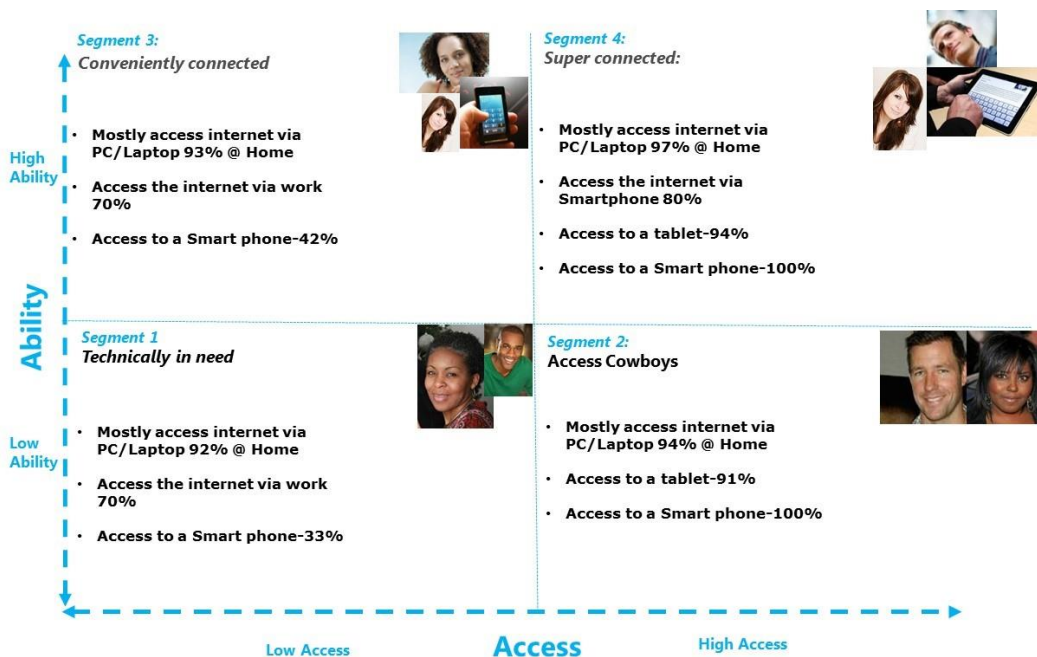 Segment 3:
Conveniently connected
• Mostly access internet via
PC/Laptop 93% @ Home
• Access the internet via work
70%
• Access to a Smart phone-42%
Segment 4:
Super connected:
• Mostly access internet via
PC/Laptop 97% @ Home
• Access the internet via
Smartphone 80%
• Access to a tablet-94%
• Access to a Smart phone-100%
High
Ability
Ability
Low
Ability
Segment 1
Technically in need
• Mostly access internet via
PC/Laptop 92% @ Home
• Access the internet via work
70%
• Access to a Smart phone-33%
Segment 2:
Access Cowboys
• Mostly access internet via
PC/Laptop 94% @ Home
• Access to a tablet-91%
• Access to a Smart phone-100%
Low Access
Access
High Access